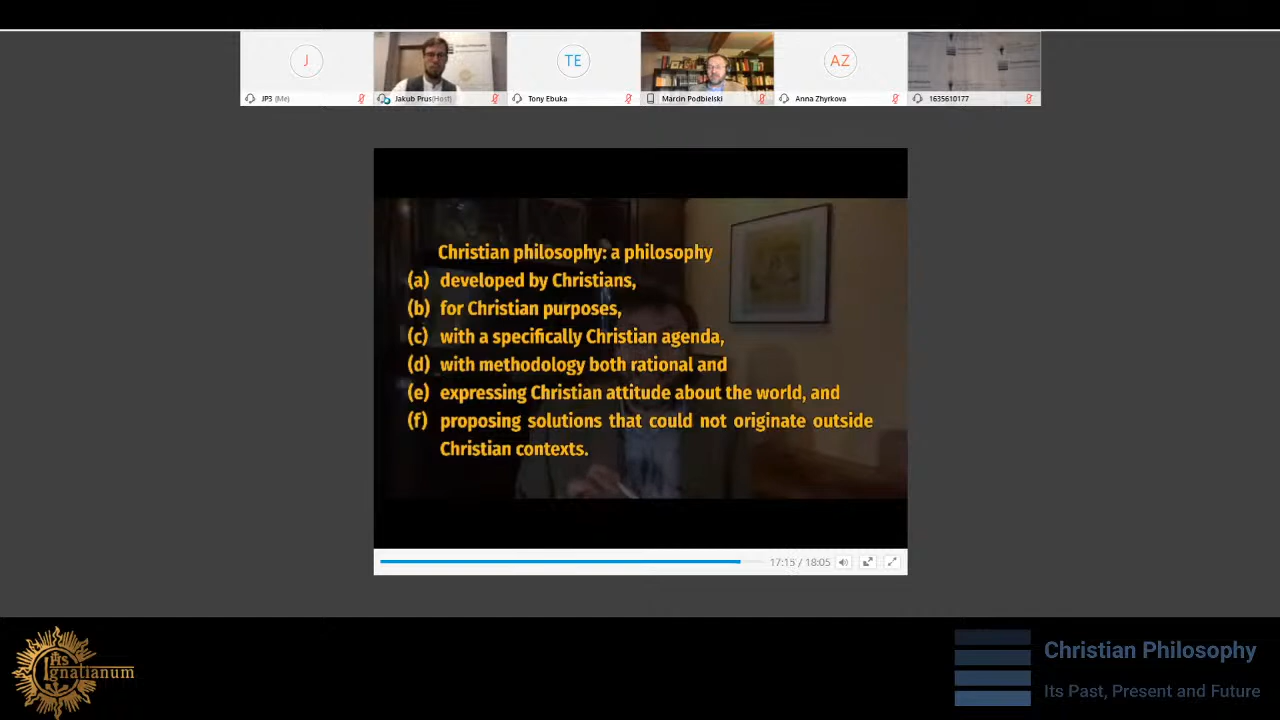 J
TE
AZ
JP3 (Me)
Jakub Prus(Host)
Tony Ebuka
Marcin Podbielski
Anna Zhyrkova
1635610177
Christian philosophy: a philosophy
(a) developed by Christians,
(b) for Christian purposes,
(c) with a specifically Christian agenda,
(d) with methodology both rational and
(e) expressing Christian attitude about the world, and
(f) proposing solutions that could not originate outside
Christian contexts.
17:15 / 18:05
IHS
Ignatianum
Christian Philosophy
Its Past, Present and Future